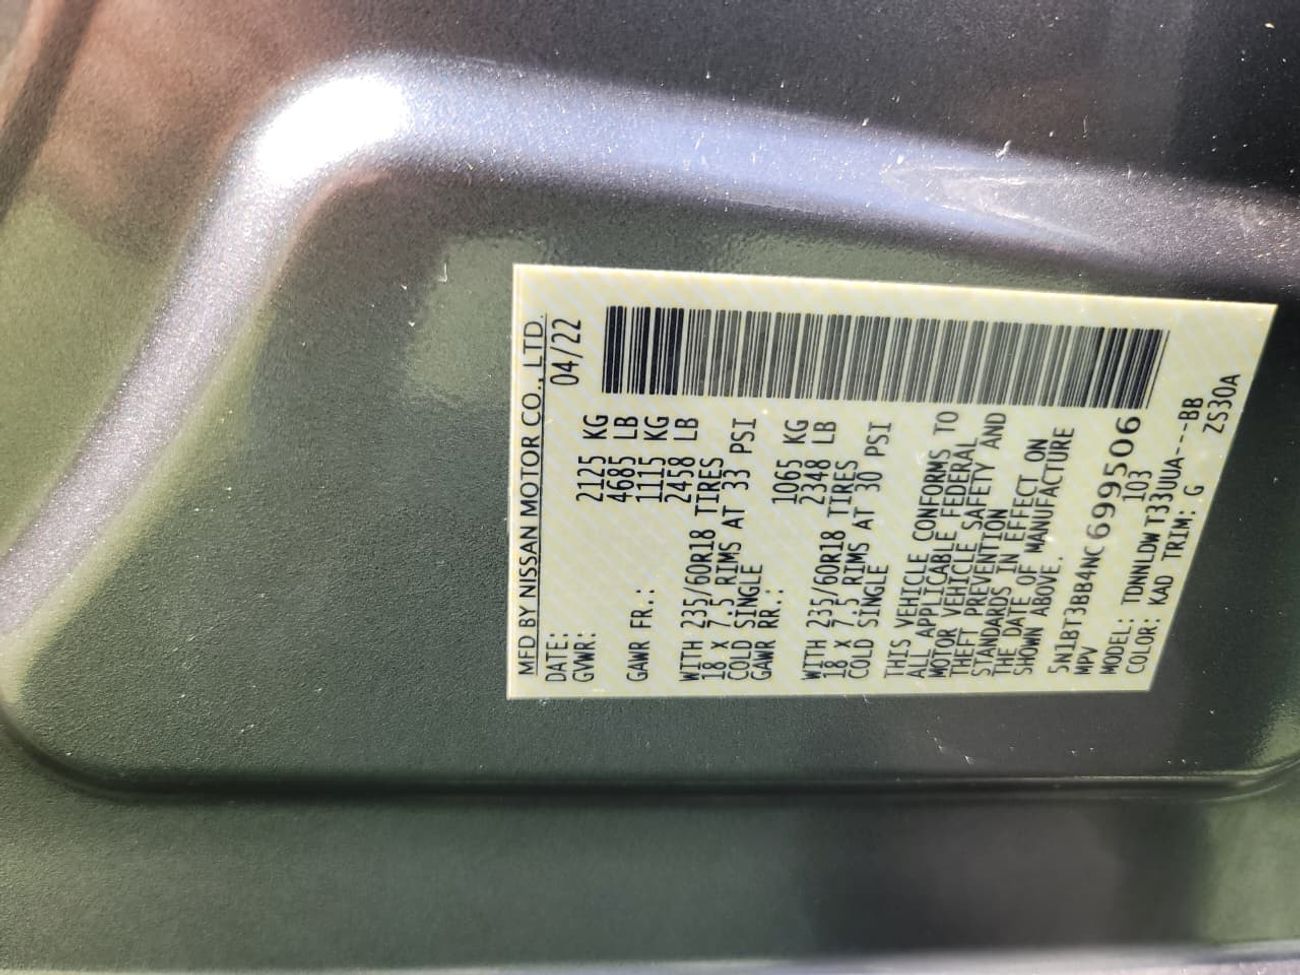 MFD BY NISSAN MOTOR CO., LTD.
DATE: 04/22
GVWR: 2125 KG
4685 LB
GAWR FR.: 1115 KG
2458 LB
WITH 235/60R18 TIRES
18 X 7.5 RIMS AT 33 PSI
COLD SINGLE
GAWR RR.: 1065 KG
2348 LB
WITH 235/60R18 TIRES
18 X 7.5 RIMS AT 30 PSI
COLD SINGLE
THIS VEHICLE CONFORMS TO
ALL APPLICABLE FEDERAL
MOTOR VEHICLE SAFETY AND
THEFT PREVENTION
STANDARDS IN EFFECT ON
THE DATE OF MANUFACTURE
SHOWN ABOVE.
5N1BT3BB4NC699506
MPV 103
MODEL: TDNNLDWT33UUA---BB
COLOR: KAD TRIM: G ZS30A